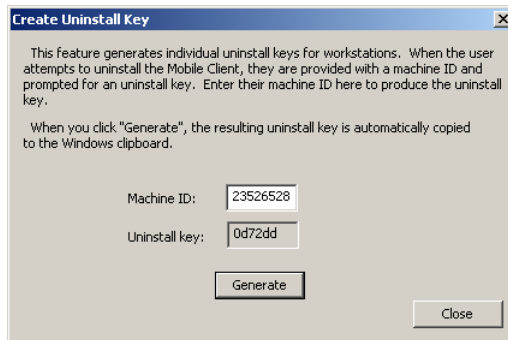 Create Uninstall Key
This feature generates individual uninstall keys for workstations. When the user
attempts to uninstall the Mobile Client, they are provided with a machine ID and
prompted for an uninstall key. Enter their machine ID here to produce the uninstall
key.
When you click "Generate", the resulting uninstall key is automatically copied
to the Windows clipboard.
Machine ID: 23526528
Uninstall key: 0d72dd
Generate
Close